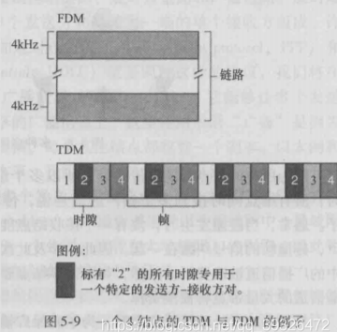 FDM
4kHz
链路
4kHz
TDM
1 2 3 4 1 2 3 4 1 2 3 4 1 2 3 4
时隙
帧
图例：
标有“2”的所有时隙专用于
一个特定的发送方-接收方对。
图 5-9 一个 4 结点的 TDM 与 FDM 的例子